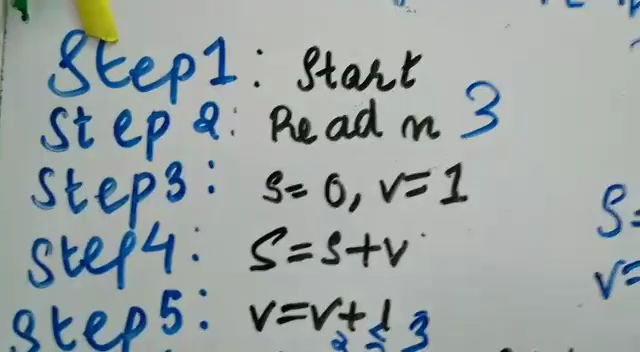 Step1: Start
Step 2: Read n 3
Step3: S=0, v=1
Step4: S=S+v
Step5: v=v+1
S=
v=